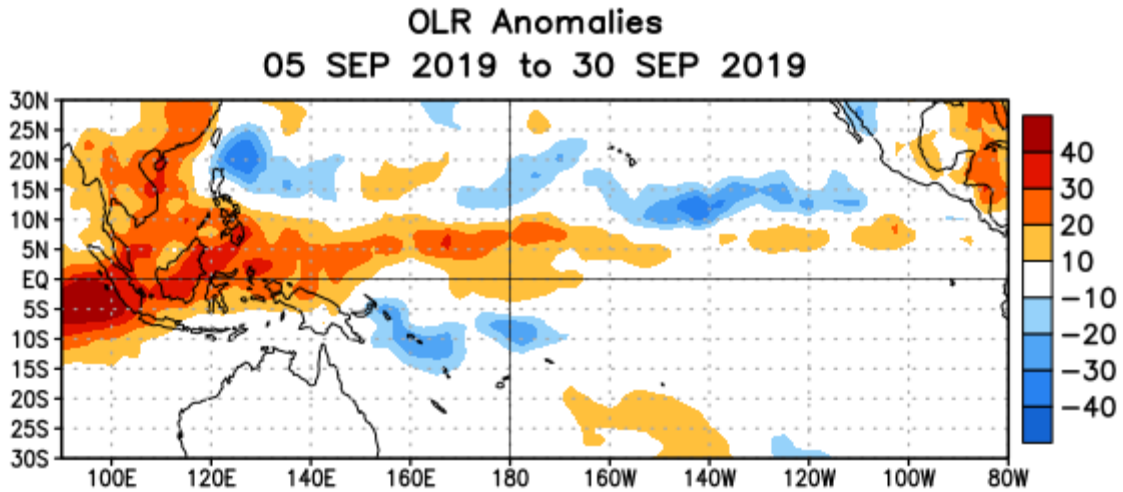 OLR Anomalies
05 SEP 2019 to 30 SEP 2019
30N
25N
20N
15N
10N
5N
EQ
5S
10S
15S
20S
25S
30S
100E 120E 140E 160E 180 160W 140W 120W 100W 80W
40
30
20
10
-10
-20
-30
-40